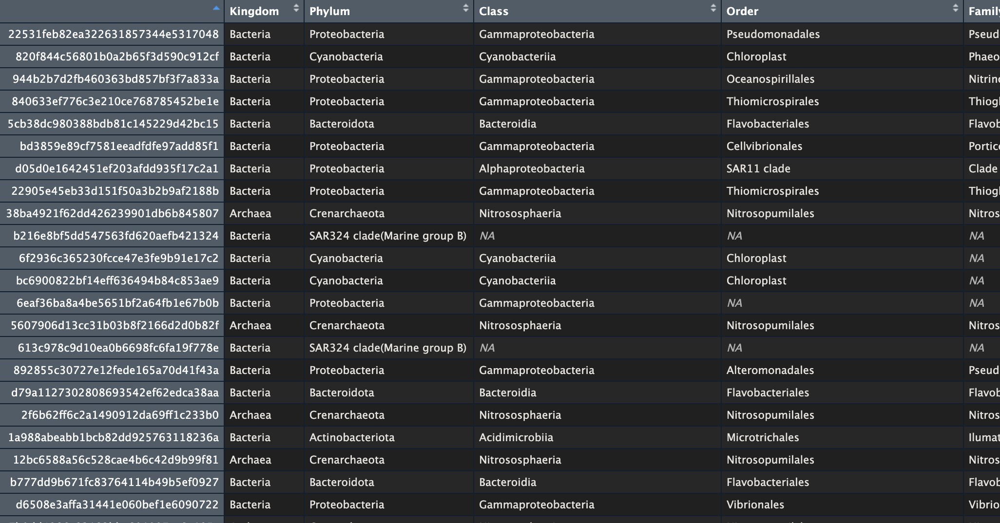 Kingdom Phylum Class Order Family
22531feb82ea322631857344e5317048 Bacteria Proteobacteria Gammaproteobacteria Pseudomonadales Pseud
820f844c56801b0a2b65f3d590c912cf Bacteria Cyanobacteria Cyanobacteriia Chloroplast Phaeo
944b2b7d2fb460363bd857bf3f7a833a Bacteria Proteobacteria Gammaproteobacteria Oceanospirillales Nitrinc
840633ef776c3e210ce768785452be1e Bacteria Proteobacteria Gammaproteobacteria Thiomicrospirales Thiogl
5cb38dc980388bdb81c145229d42bc15 Bacteria Bacteroidota Bacteroidia Flavobacteriales Flavob
bd3859e89cf7581eeadfdfe97add85f1 Bacteria Proteobacteria Gammaproteobacteria Cellvibrionales Portico
d05d0e1642451ef203afdd935f17c2a1 Bacteria Proteobacteria Alphaproteobacteria SAR11 clade Clade
22905e45eb33d151f50a3b2b9af2188b Bacteria Proteobacteria Gammaproteobacteria Thiomicrospirales Thiogl
38ba4921f62dd426239901db6b845807 Archaea Crenarchaeota Nitrososphaeria Nitrosopumilales Nitros
b216e8bf5dd547563fd620aefb421324 Bacteria SAR324 clade(Marine group B) NA NA NA
6f2936c365230fcce47e3fe9b91e17c2 Bacteria Cyanobacteria Cyanobacteriia Chloroplast NA
bc6900822bf14eff636494b84c853ae9 Bacteria Cyanobacteria Cyanobacteriia Chloroplast NA
6eaf36ba8a4be5651bf2a64fb1e67b0b Bacteria Proteobacteria Gammaproteobacteria NA NA
5607906d13cc31b03b8f2166d2d0b82f Archaea Crenarchaeota Nitrososphaeria Nitrosopumilales Nitros
613c978c9d10ea0b6698fc6fa19f778e Bacteria SAR324 clade(Marine group B) NA NA NA
892855c30727e12fede165a70d41f43a Bacteria Proteobacteria Gammaproteobacteria Alteromonadales Pseud
d79a1127302808693542ef62edca38aa Bacteria Bacteroidota Bacteroidia Flavobacteriales Flavob
2f6b62ff6c2a1490912da69ff1c233b0 Archaea Crenarchaeota Nitrososphaeria Nitrosopumilales Nitros
1a988abeabb1bcb82dd925763118236a Bacteria Actinobacteriota Acidimicrobiia Microtrichales Ilumat
12bc6588a56c528cae4b6c42d9b99f81 Archaea Crenarchaeota Nitrososphaeria Nitrosopumilales Nitros
b777dd9b671fc83764114b49b5ef0927 Bacteria Bacteroidota Bacteroidia Flavobacteriales Flavob
d6508e3affa31441e060bef1e6090722 Bacteria Proteobacteria Gammaproteobacteria Vibrionales Vibrio